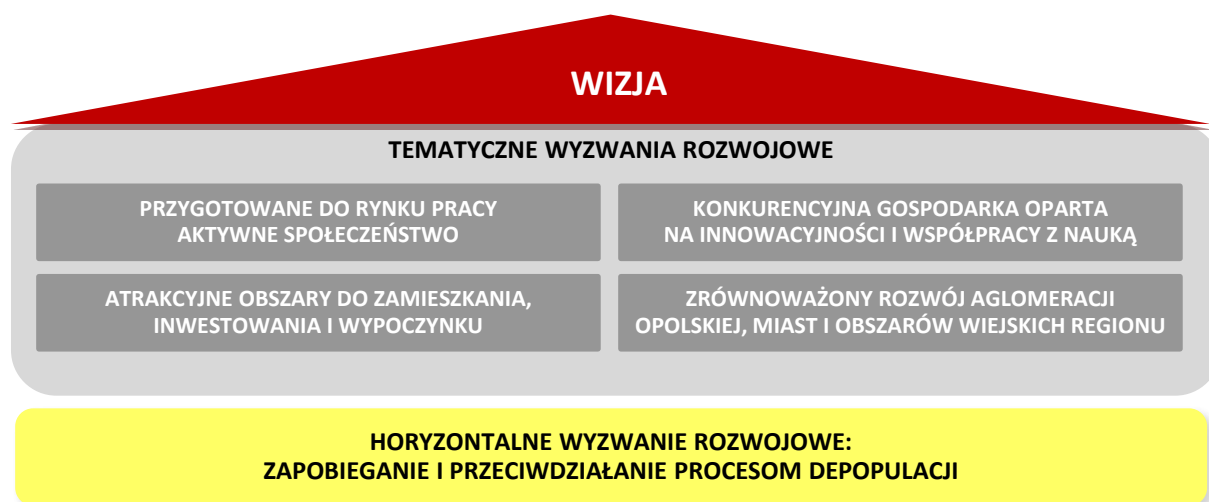 WIZJA
TEMATYCZNE WYZWANIA ROZWOJOWE
PRZYGOTOWANE DO RYNKU PRACY
AKTYWNE SPOŁECZEŃSTWO
KONKURENCYJNA GOSPODARKA OPARTA
NA INNOWACYJNOŚCI I WSPÓŁPRACY Z NAUKĄ
ATRAKCYJNE OBSZARY DO ZAMIESZKANIA,
INWESTOWANIA I WYPOCZYNKU
ZRÓWNOWAŻONY ROZWÓJ AGLOMERACJI
OPOLSKIEJ, MIAST I OBSZARÓW WIEJSKICH REGIONU
HORYZONTALNE WYZWANIE ROZWOJOWE:
ZAPOBIEGANIE I PRZECIWDZIAŁANIE PROCESOM DEPOPULACJI